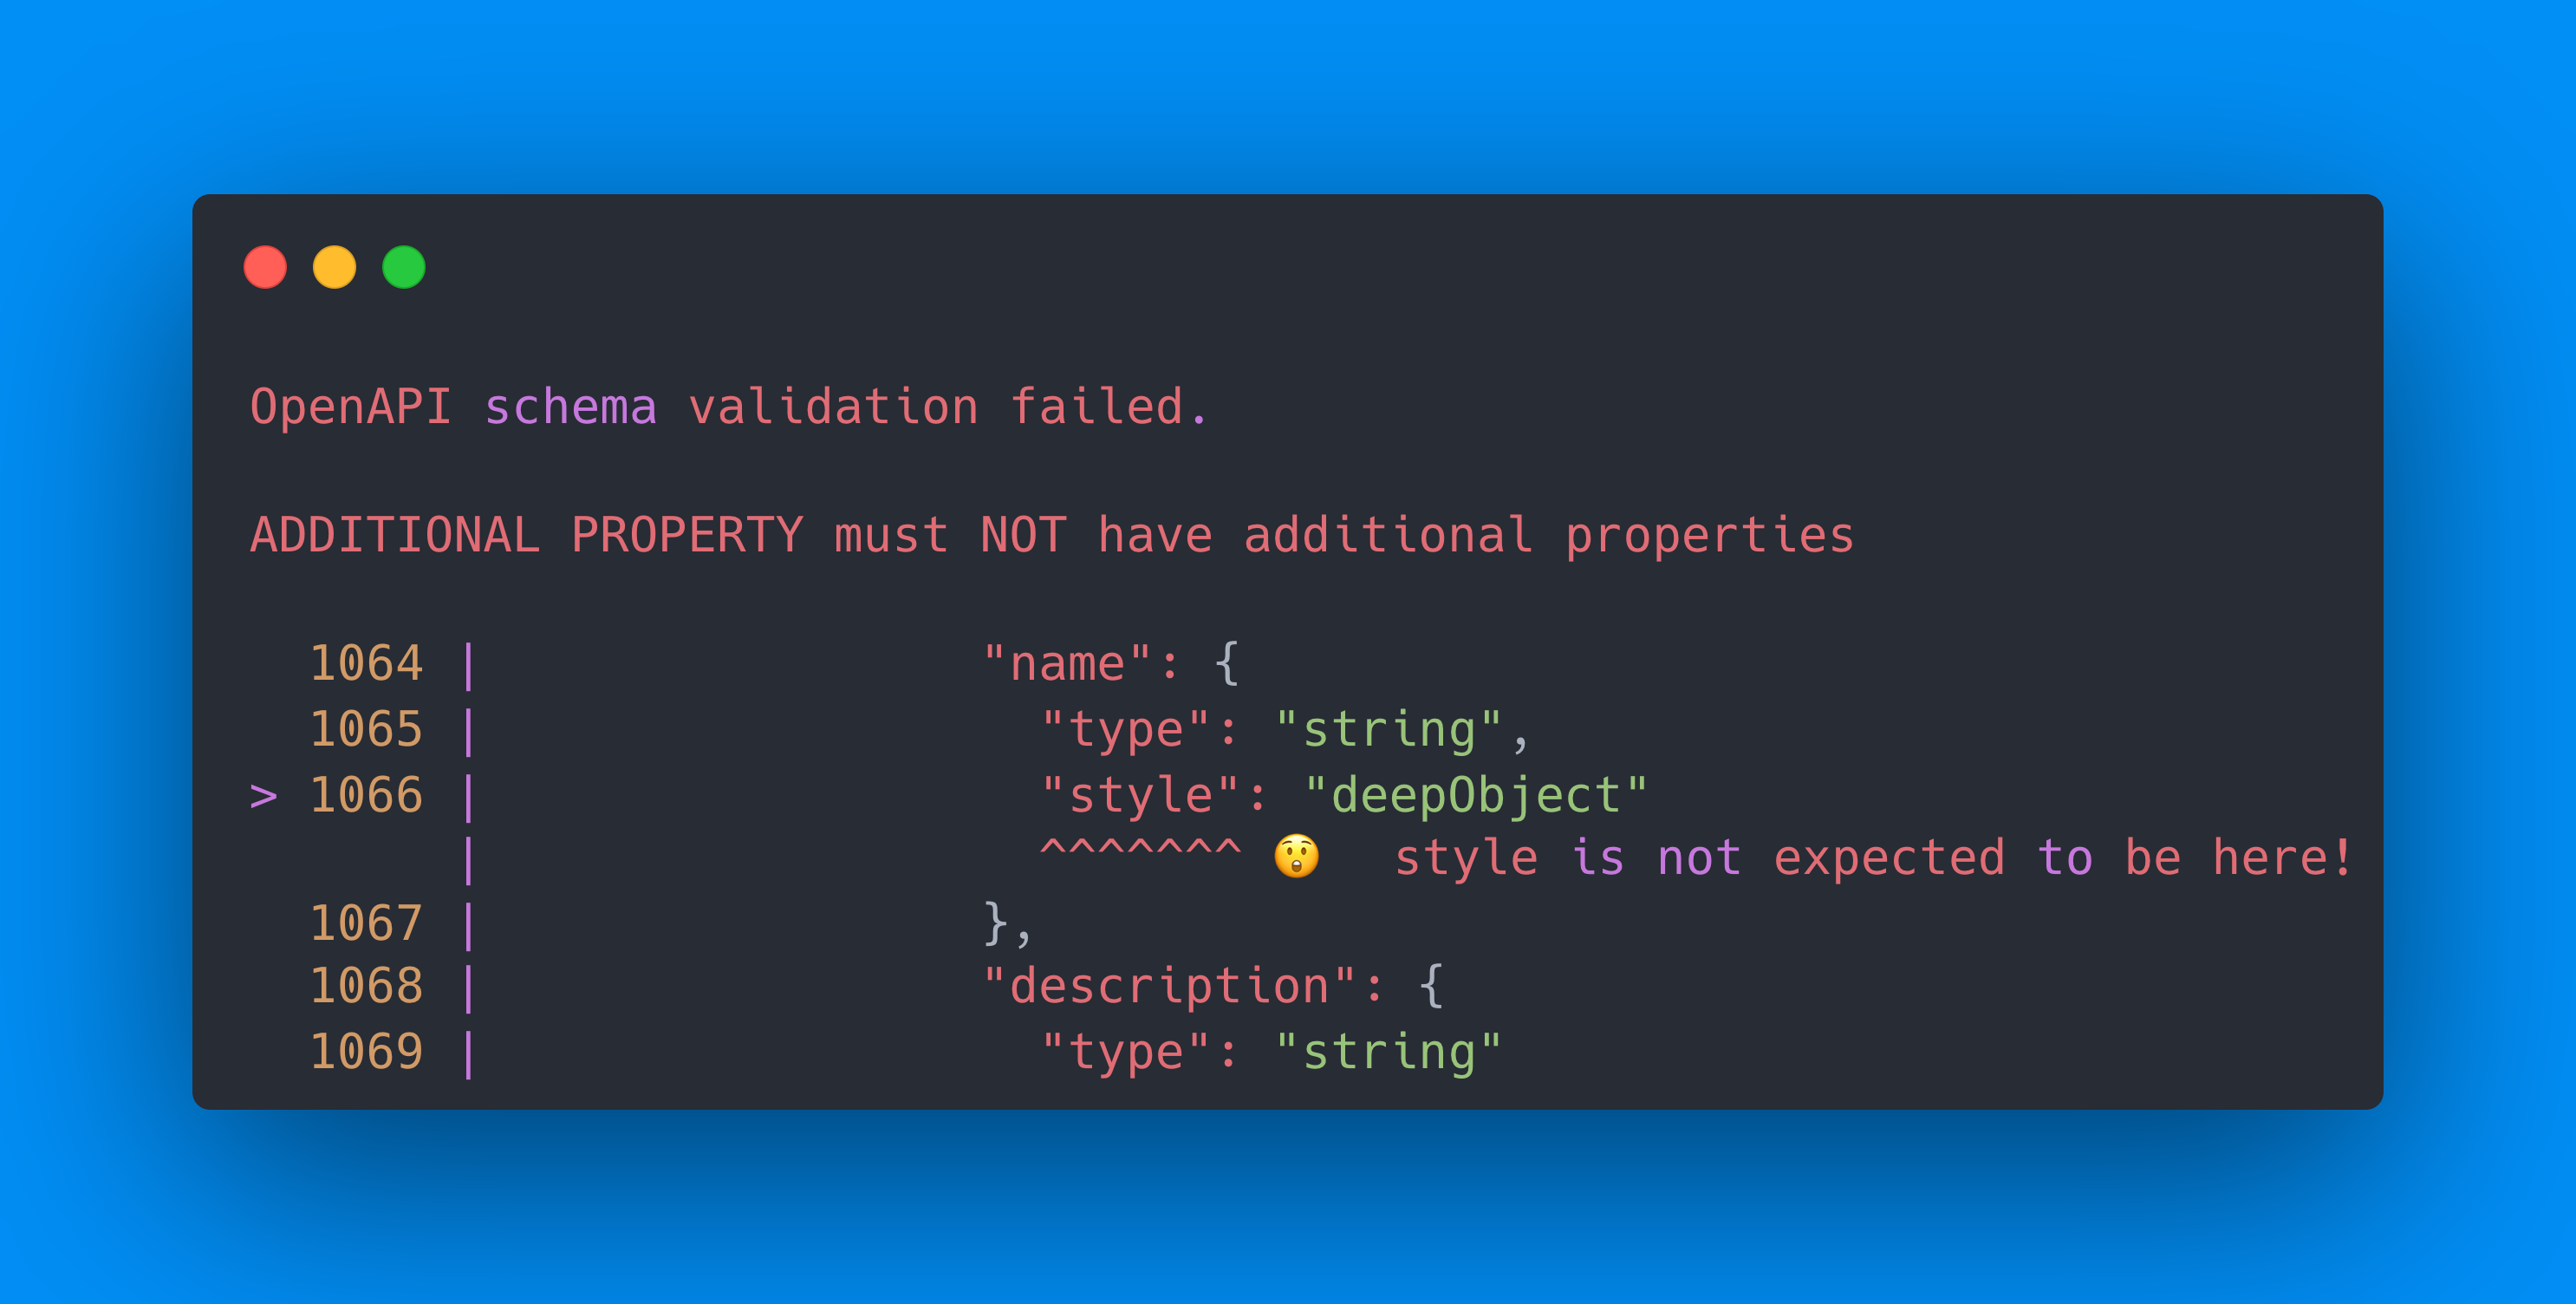 OpenAPI schema validation failed.
ADDITIONAL PROPERTY must NOT have additional properties
  1064 |                  "name": {
  1065 |                    "type": "string",
> 1066 |                    "style": "deepObject"
       |                    ^^^^^^^ 😲  style is not expected to be here!
  1067 |                  },
  1068 |                  "description": {
  1069 |                    "type": "string"